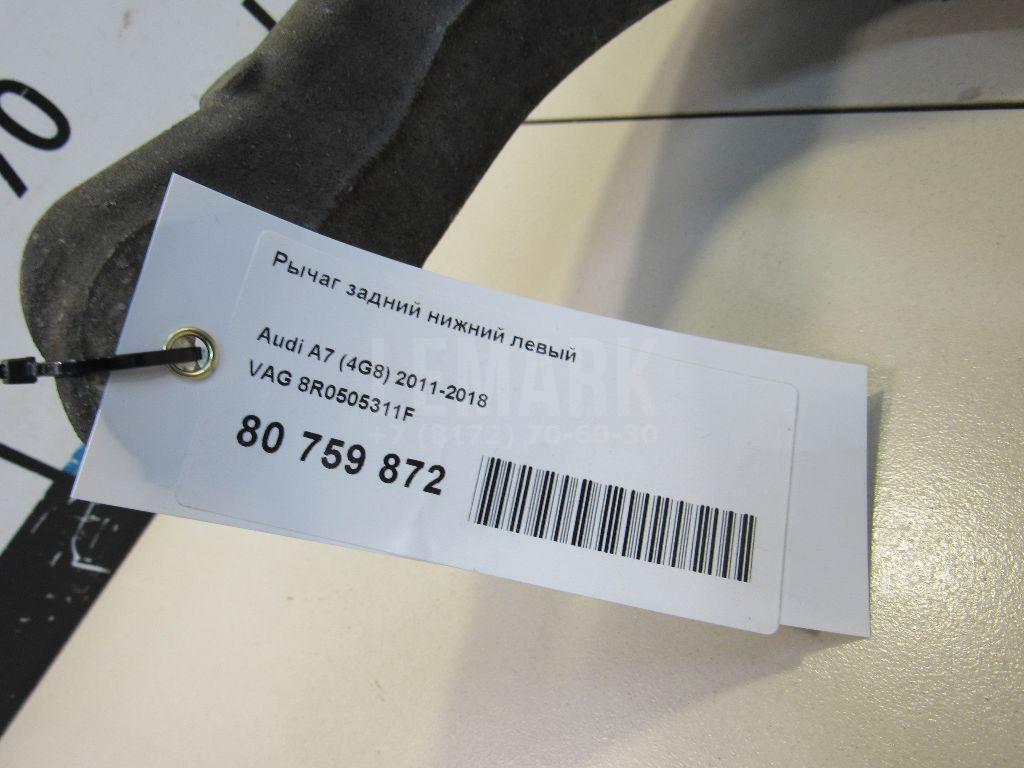 70
Рычаг задний нижний левый
Audi A7 (4G8) 2011-2018
VAG 8R0505311F
80 759 872
LEMARK
+7 (8172) 70-60-30